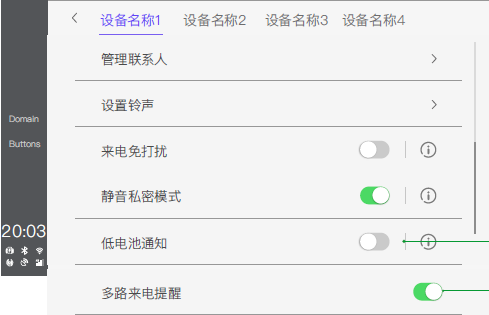 设备名称1 设备名称2 设备名称3 设备名称4
管理联系人
设置铃声
来电免打扰
静音私密模式
低电池通知
多路来电提醒
Domain
Buttons
20:03